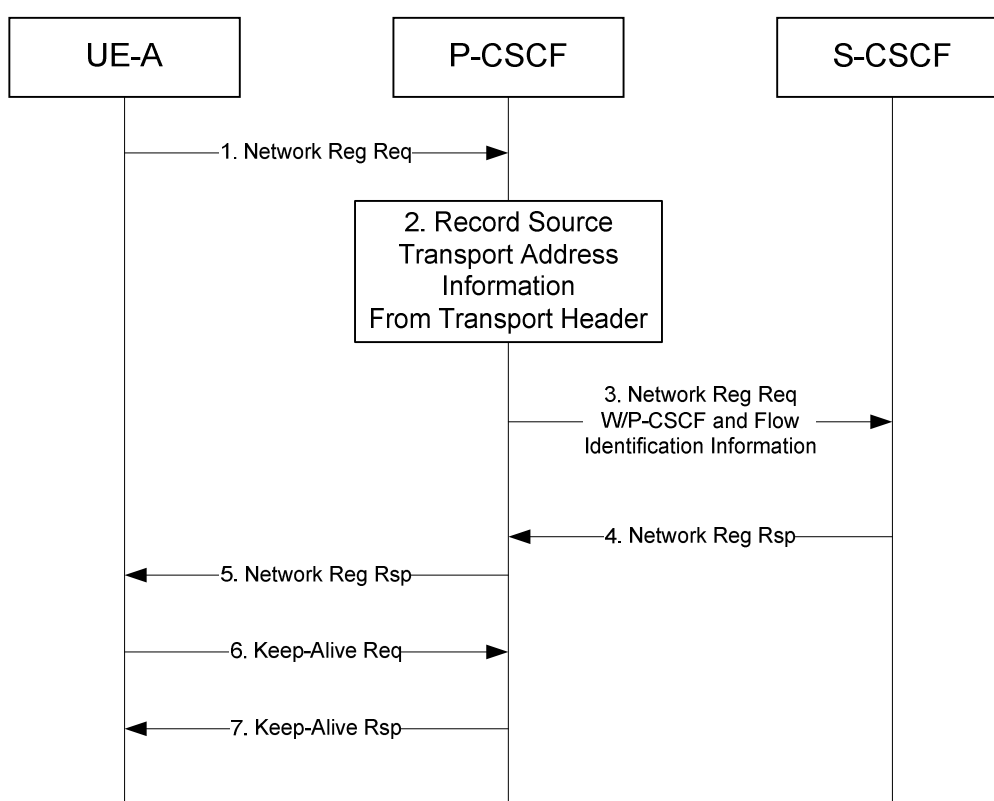 UE-A
P-CSCF
S-CSCF
1. Network Reg Req
2. Record Source
Transport Address
Information
From Transport Header
3. Network Reg Req
W/P-CSCF and Flow
Identification Information
4. Network Reg Rsp
5. Network Reg Rsp
6. Keep-Alive Req
7. Keep-Alive Rsp